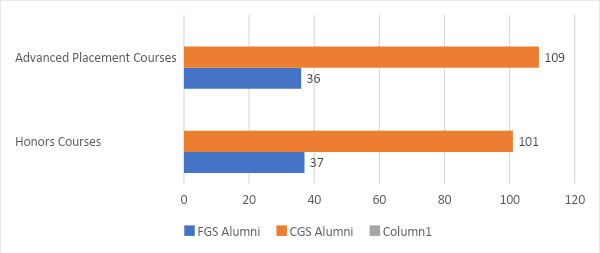 Advanced Placement Courses
109
36
Honors Courses
101
37
0 20 40 60 80 100 120
FGS Alumni CGS Alumni Column1